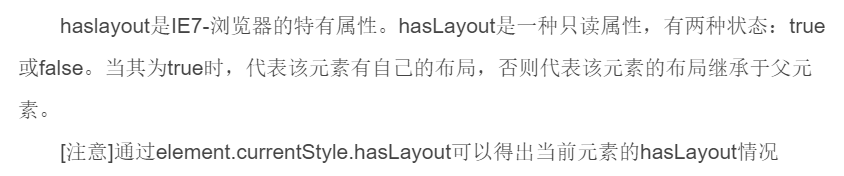 haslayout是IE7-浏览器的特有属性。hasLayout是一种只读属性，有两种状态：true
或false。当其为true时，代表该元素有自己的布局，否则代表该元素的布局继承于父元
素。
[注意]通过element.currentStyle.hasLayout可以得出当前元素的hasLayout情况